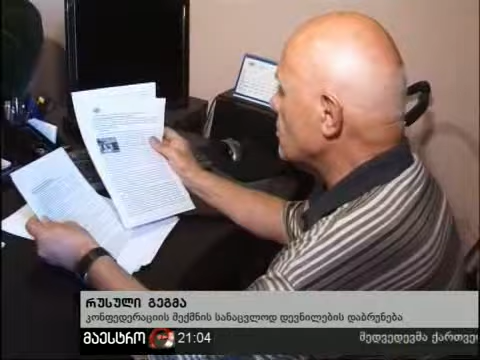 რუსული გეგმა
კონფედერაციის შექმნის სანაცვლოდ დევნილების დაბრუნება
მაესტრო 21:04 მედვედევმა ქართვე